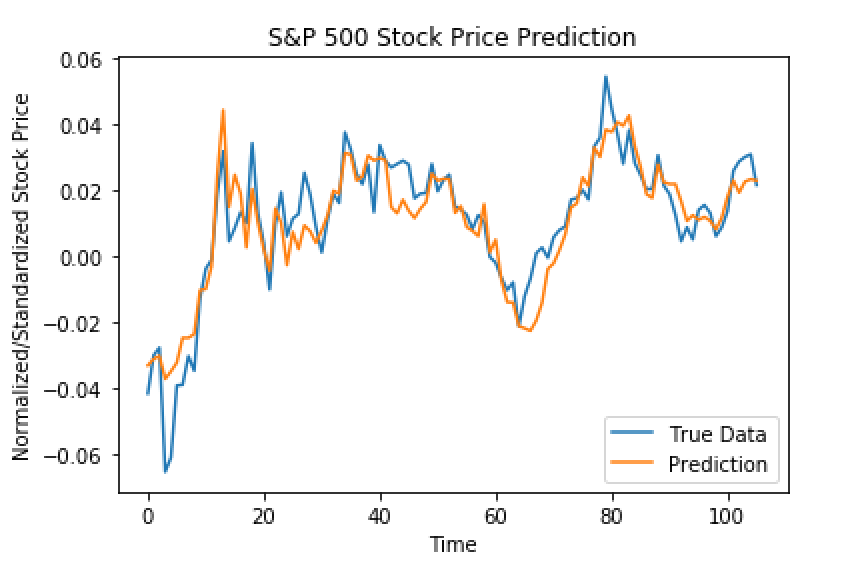 S&P 500 Stock Price Prediction
Normalized/Standardized Stock Price
0.06
0.04
0.02
0.00
−0.02
−0.04
−0.06
True Data
Prediction
0 20 40 60 80 100
Time